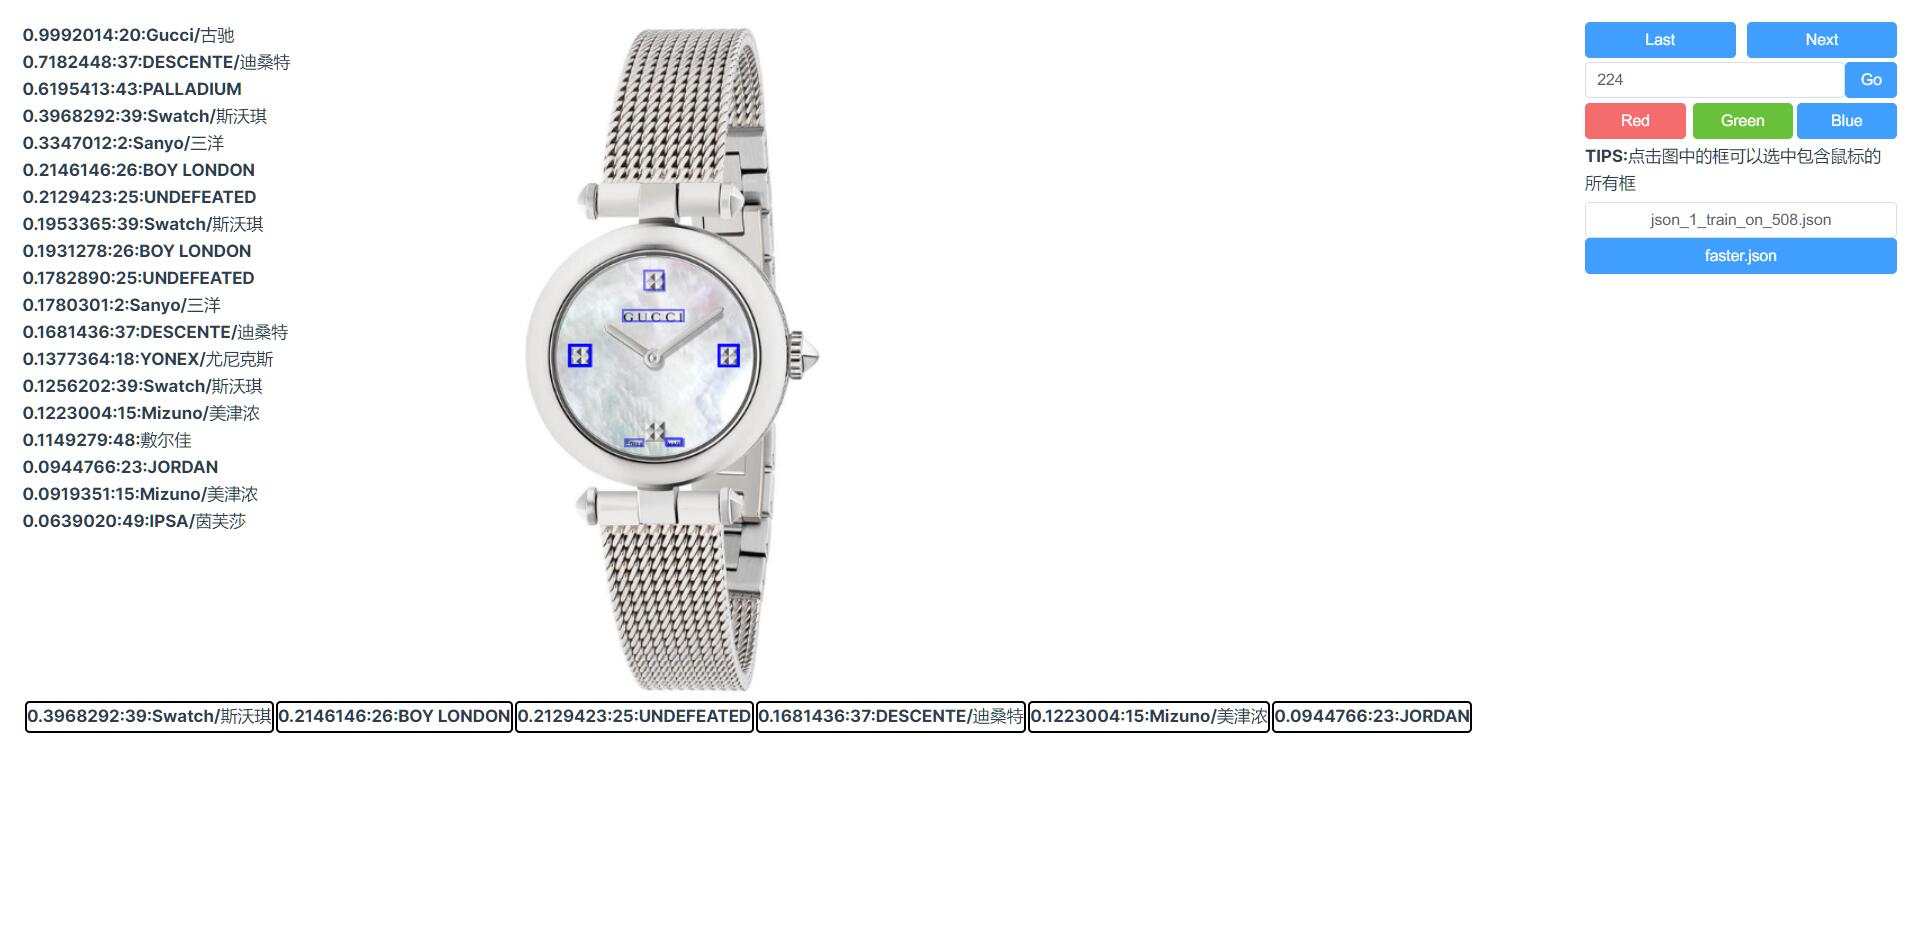 0.9992014:20:Gucci/古驰
0.7182448:37:DESCENTE/迪桑特
0.6195413:43:PALLADIUM
0.3968292:39:Swatch/斯沃琪
0.3347012:2:Sanyo/三洋
0.2146146:26:BOY LONDON
0.2129423:25:UNDEFEATED
0.1953365:39:Swatch/斯沃琪
0.1931278:26:BOY LONDON
0.1782890:25:UNDEFEATED
0.1780301:2:Sanyo/三洋
0.1681436:37:DESCENTE/迪桑特
0.1377364:18:YONEX/尤尼克斯
0.1256202:39:Swatch/斯沃琪
0.1223004:15:Mizuno/美津浓
0.1149279:48:敷尔佳
0.0944766:23:JORDAN
0.0919351:15:Mizuno/美津浓
0.0639020:49:IPSA/茵芙莎
GUCCI
Last Next
224 Go
Red Green Blue
TIPS:点击图中的框可以选中包含鼠标的
所有框
json_1_train_on_508.json
faster.json
0.3968292:39:Swatch/斯沃琪 0.2146146:26:BOY LONDON 0.2129423:25:UNDEFEATED 0.1681436:37:DESCENTE/迪桑特 0.1223004:15:Mizuno/美津浓 0.0944766:23:JORDAN